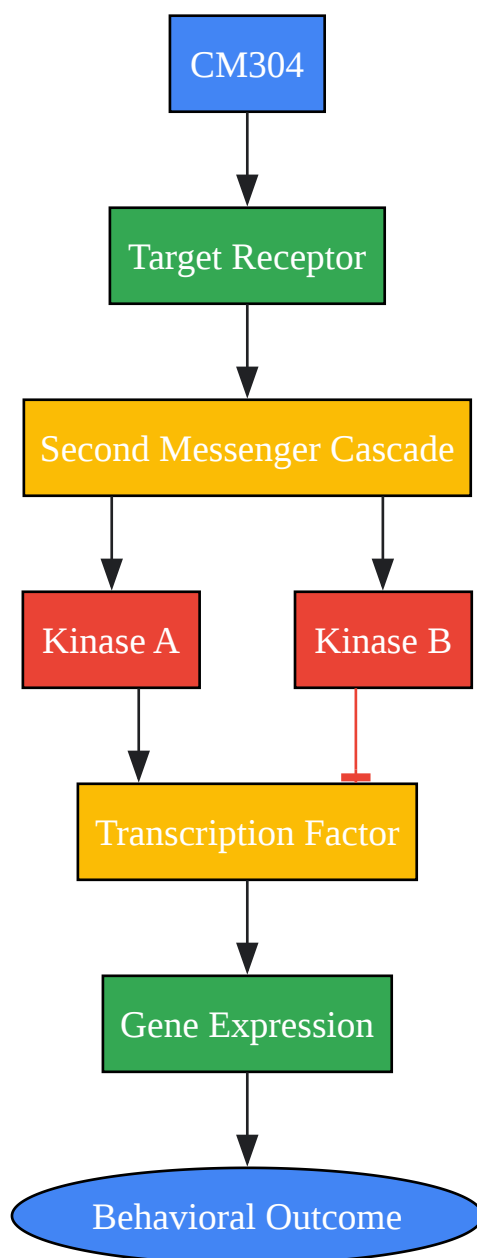 CM304
Target Receptor
Second Messenger Cascade
Kinase A
Kinase B
Transcription Factor
Gene Expression
Behavioral Outcome